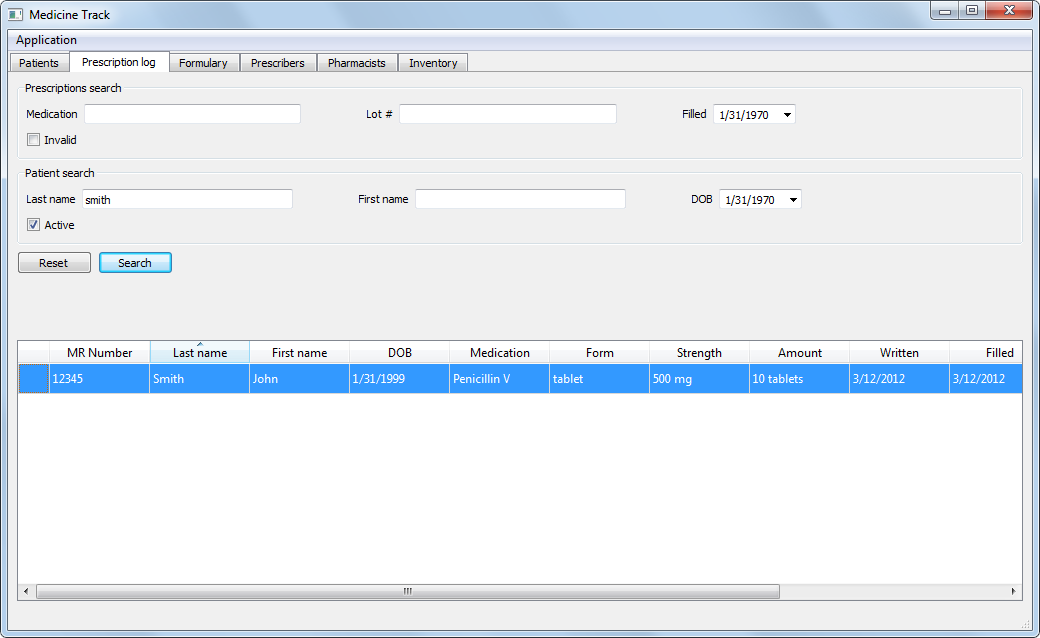 Medicine Track
Application
Patients Prescription log Formulary Prescribers Pharmacists Inventory
Prescriptions search
Medication Lot # Filled 1/31/1970
Invalid
Patient search
Last name smith First name DOB 1/31/1970
Active
Reset Search
MR Number Last name First name DOB Medication Form Strength Amount Written Filled
12345 Smith John 1/31/1999 Penicillin V tablet 500 mg 10 tablets 3/12/2012 3/12/2012